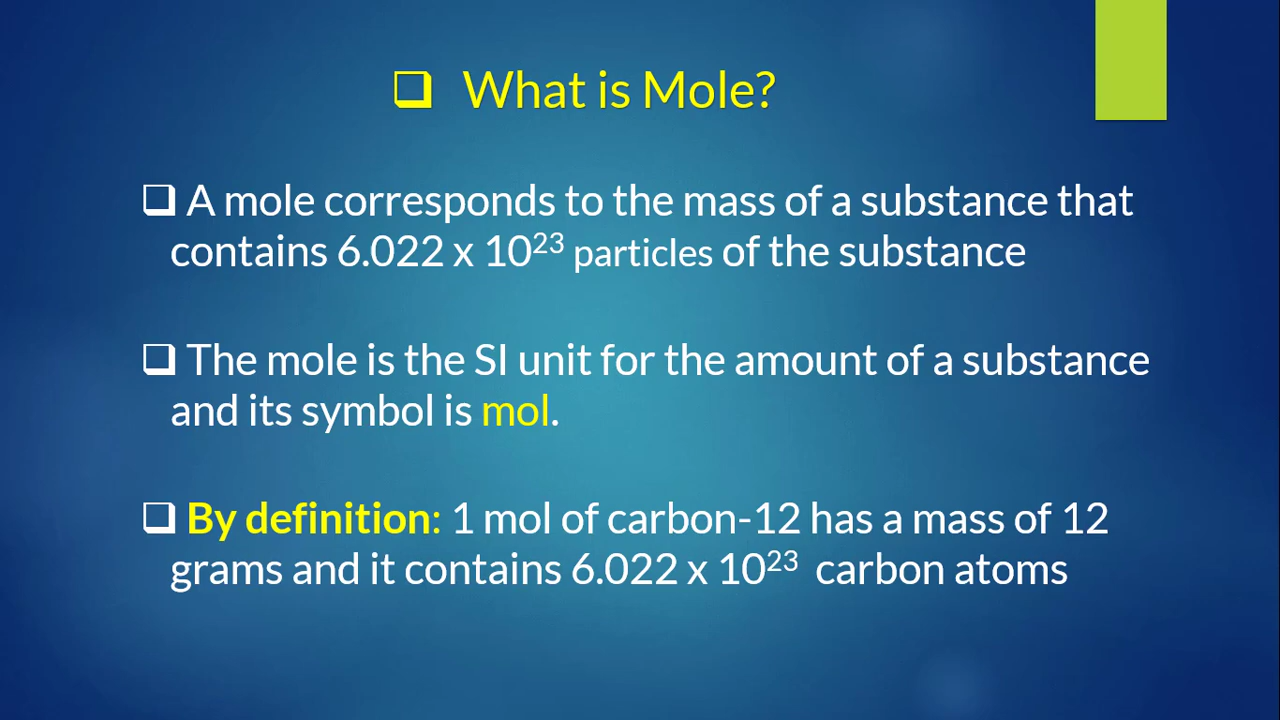 ❑ What is Mole?
❑ A mole corresponds to the mass of a substance that
contains 6.022 x 10²³ particles of the substance
❑ The mole is the SI unit for the amount of a substance
and its symbol is mol.
❑ By definition: 1 mol of carbon-12 has a mass of 12
grams and it contains 6.022 x 10²³ carbon atoms